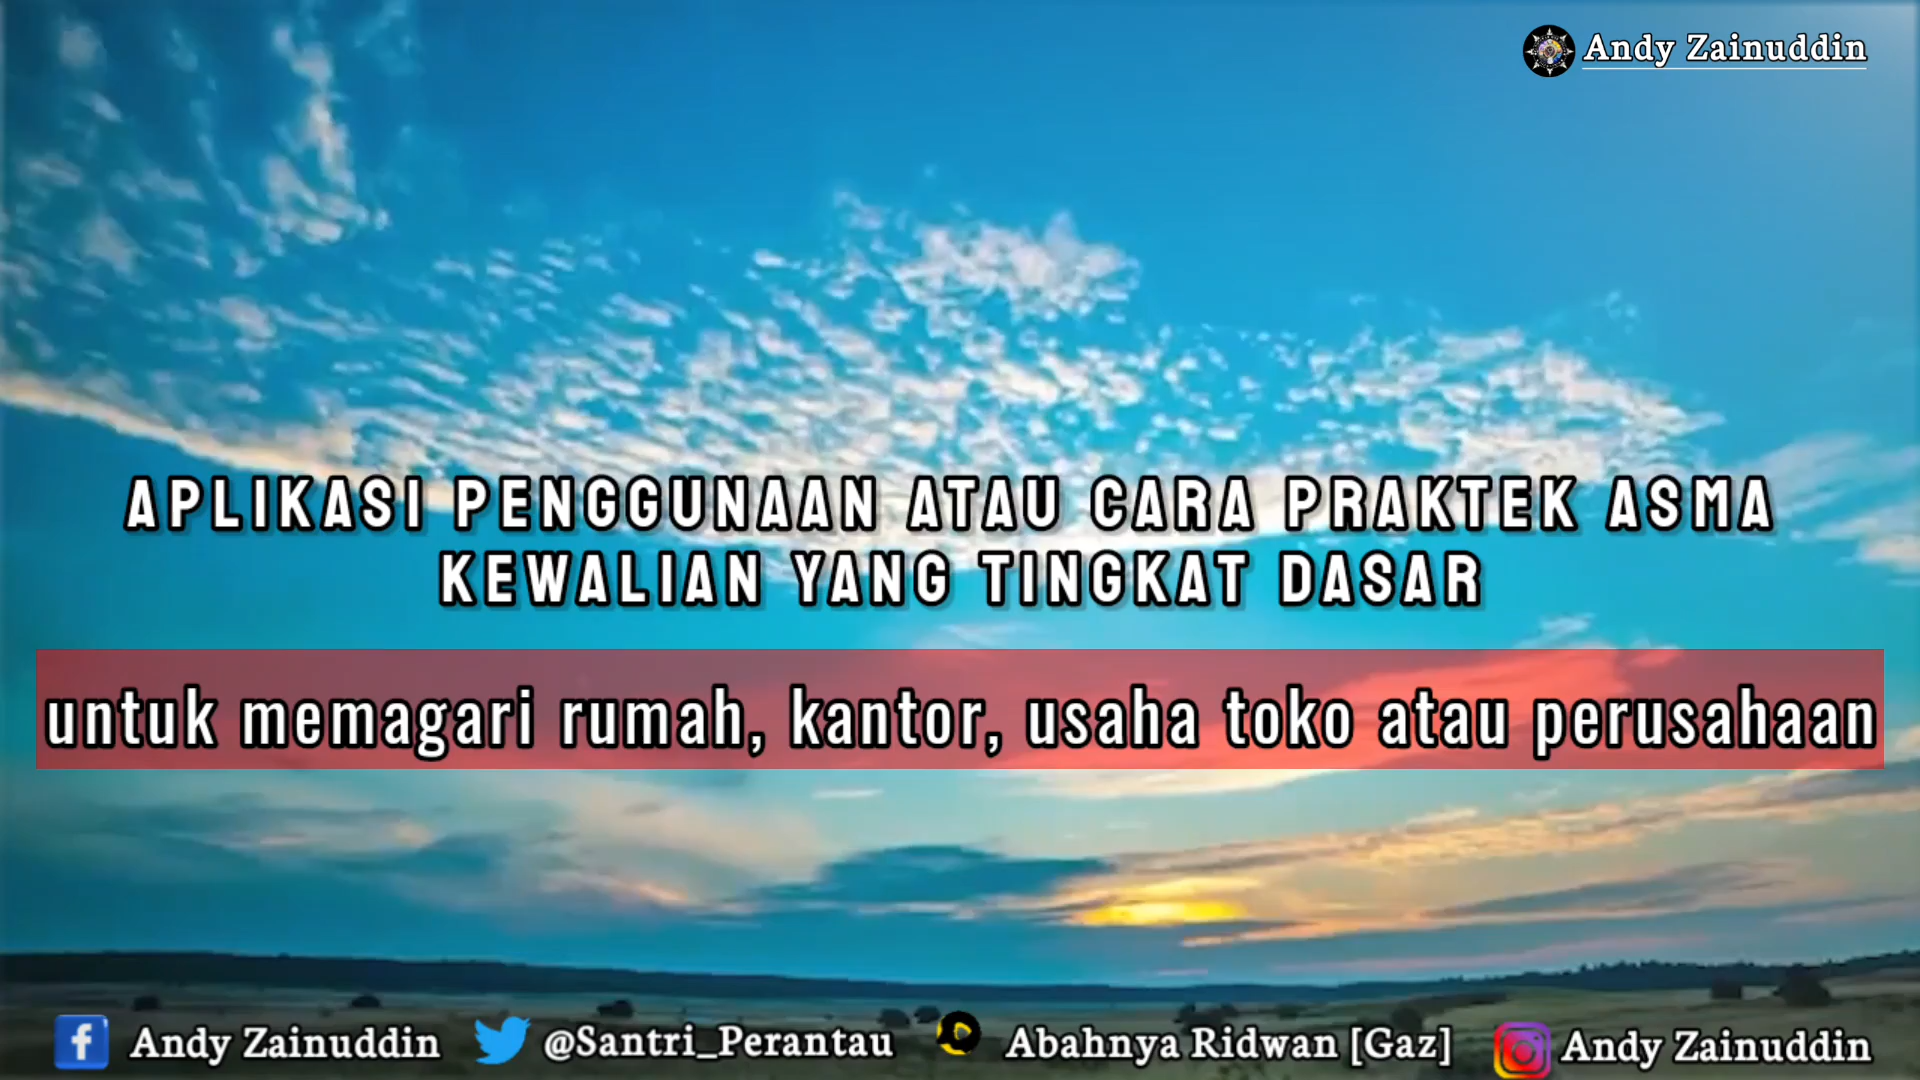 Andy Zainuddin
APLIKASI PENGGUNAAN ATAU CARA PRAKTEK ASMA
KEWALIAN YANG TINGKAT DASAR
untuk memagari rumah, kantor, usaha toko atau perusahaan
Andy Zainuddin @Santri_Perantau Abahnya Ridwan [Gaz] Andy Zainuddin